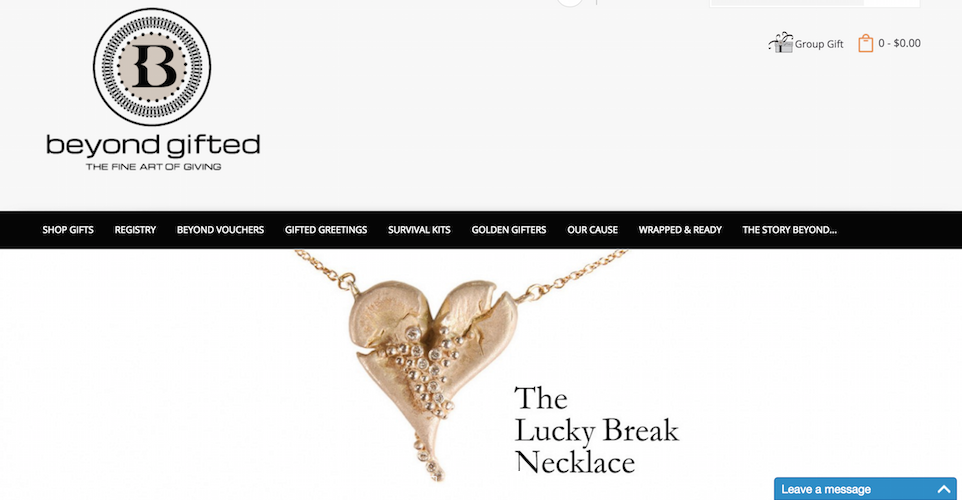 B
beyond gifted
THE FINE ART OF GIVING
Group Gift
0 - $0.00
SHOP GIFTS REGISTRY BEYOND VOUCHERS GIFTED GREETINGS SURVIVAL KITS GOLDEN GIFTERS OUR CAUSE WRAPPED & READY THE STORY BEYOND...
The
Lucky Break
Necklace
Leave a message